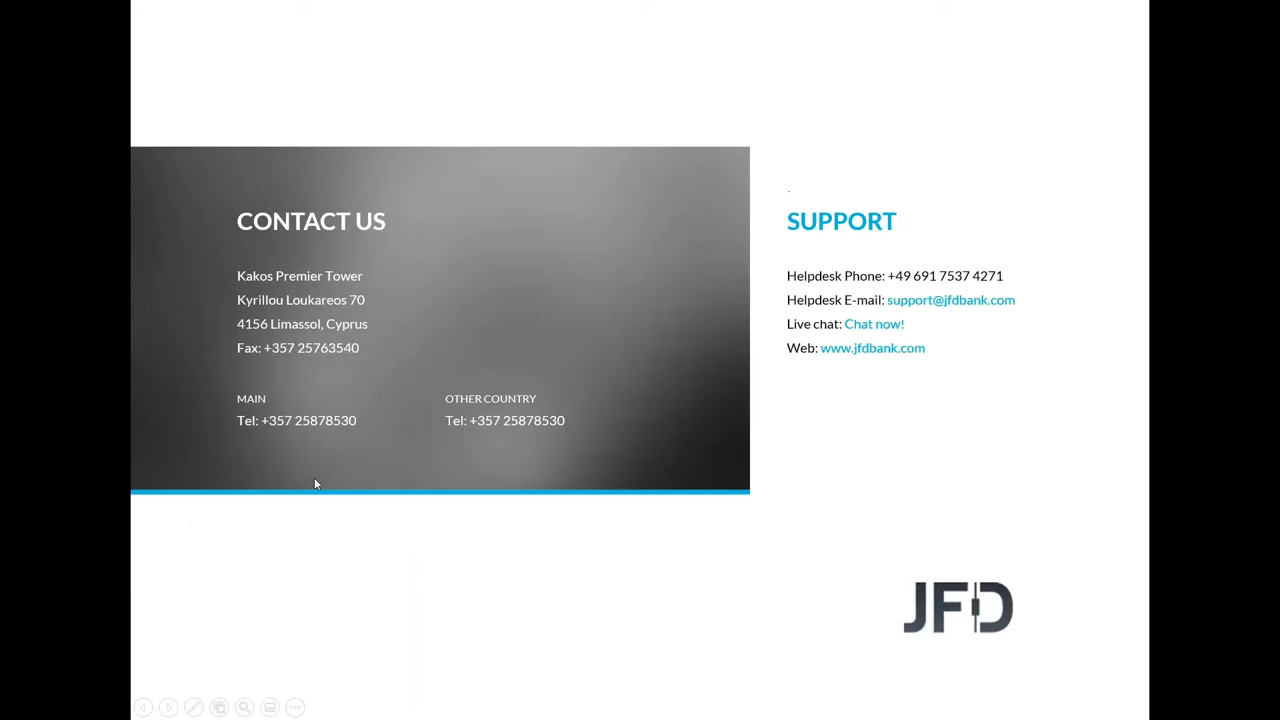 CONTACT US
Kakos Premier Tower
Kyrillou Loukareos 70
4156 Limassol, Cyprus
Fax: +357 25763540
MAIN
Tel: +357 25878530
OTHER COUNTRY
Tel: +357 25878530
SUPPORT
Helpdesk Phone: +49 691 7537 4271
Helpdesk E-mail: support@jfdbank.com
Live chat: Chat now!
Web: www.jfdbank.com
JFD